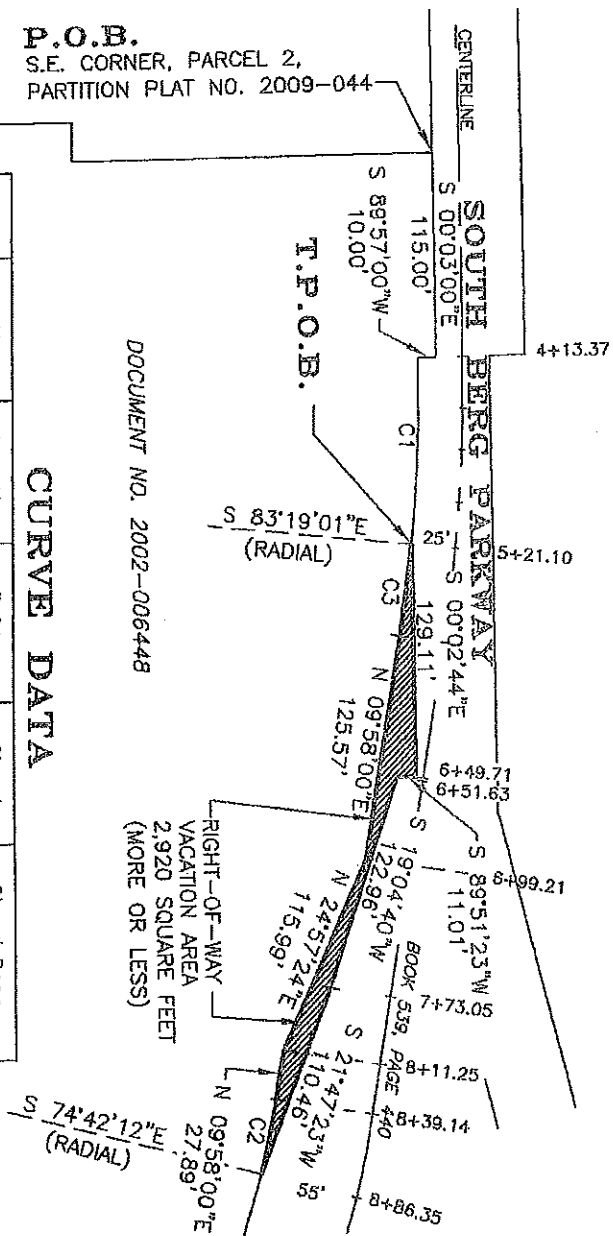 P.O.B.
S.E. CORNER, PARCEL 2,
PARTITION PLAT NO. 2009-044
CENTERLINE
SOUTH BERG PARKWAY
S 00°03'00"E
115.00'
S 89°57'00"W
10.00'
4+13.37
T.P.O.B.
C1
DOCUMENT NO. 2002-006448
S 83°19'01"E
(RADIAL)
25'
5+21.10
S 00°02'44"E
129.11'
C3
N 09°58'00"E
125.57'
6+49.71
6+51.63
S 89°51'23"W
11.01'
6+99.21
S 19°04'40"W
122.96'
BOOK 539, PAGE 440
7+73.05
8+11.25
8+39.14
8+86.35
RIGHT-OF-WAY
VACATION AREA
2,920 SQUARE FEET
(MORE OR LESS)
N 24°57'24"E
115.99'
S 21°47'23"W
110.46'
55'
C2
N 09°58'00"E
27.89'
S 74°42'12"E
(RADIAL)
CURVE DATA